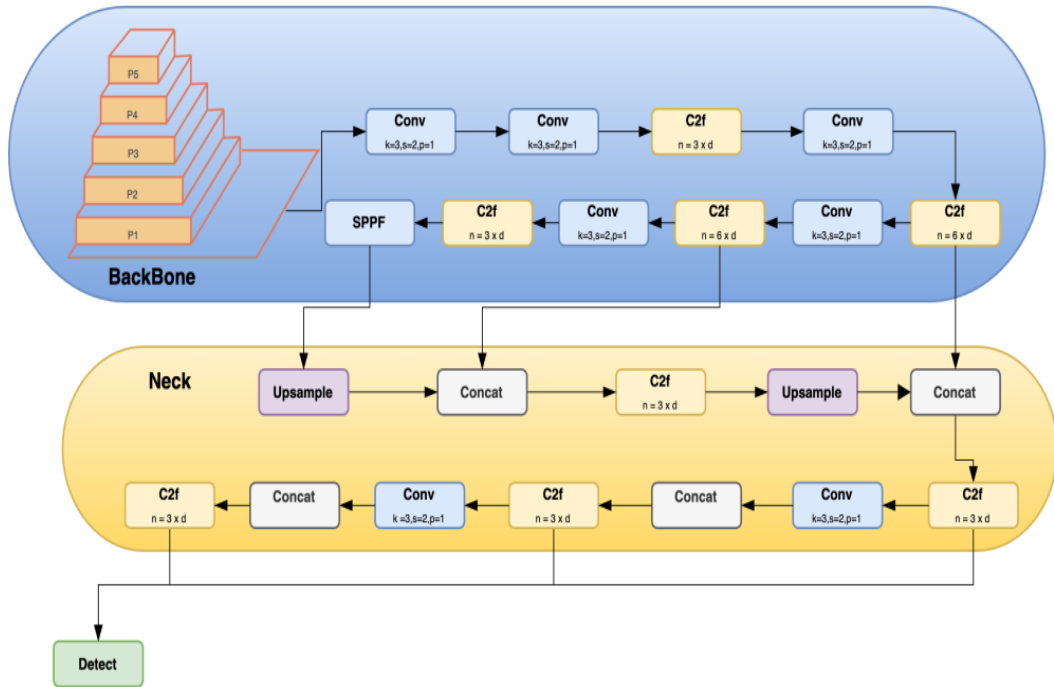 P5
P4
P3
P2
P1
BackBone
Conv
k=3,s=2,p=1
Conv
k=3,s=2,p=1
C2f
n = 3 x d
Conv
k=3,s=2,p=1
SPPF
C2f
n = 3 x d
Conv
k=3,s=2,p=1
C2f
n = 6 x d
Conv
k=3,s=2,p=1
C2f
n = 6 x d
Neck
Upsample
Concat
C2f
n = 3 x d
Upsample
Concat
C2f
n = 3 x d
Concat
Conv
k =3,s=2,p=1
C2f
n = 3 x d
Concat
Conv
k=3,s=2,p=1
C2f
n = 3 x d
Detect